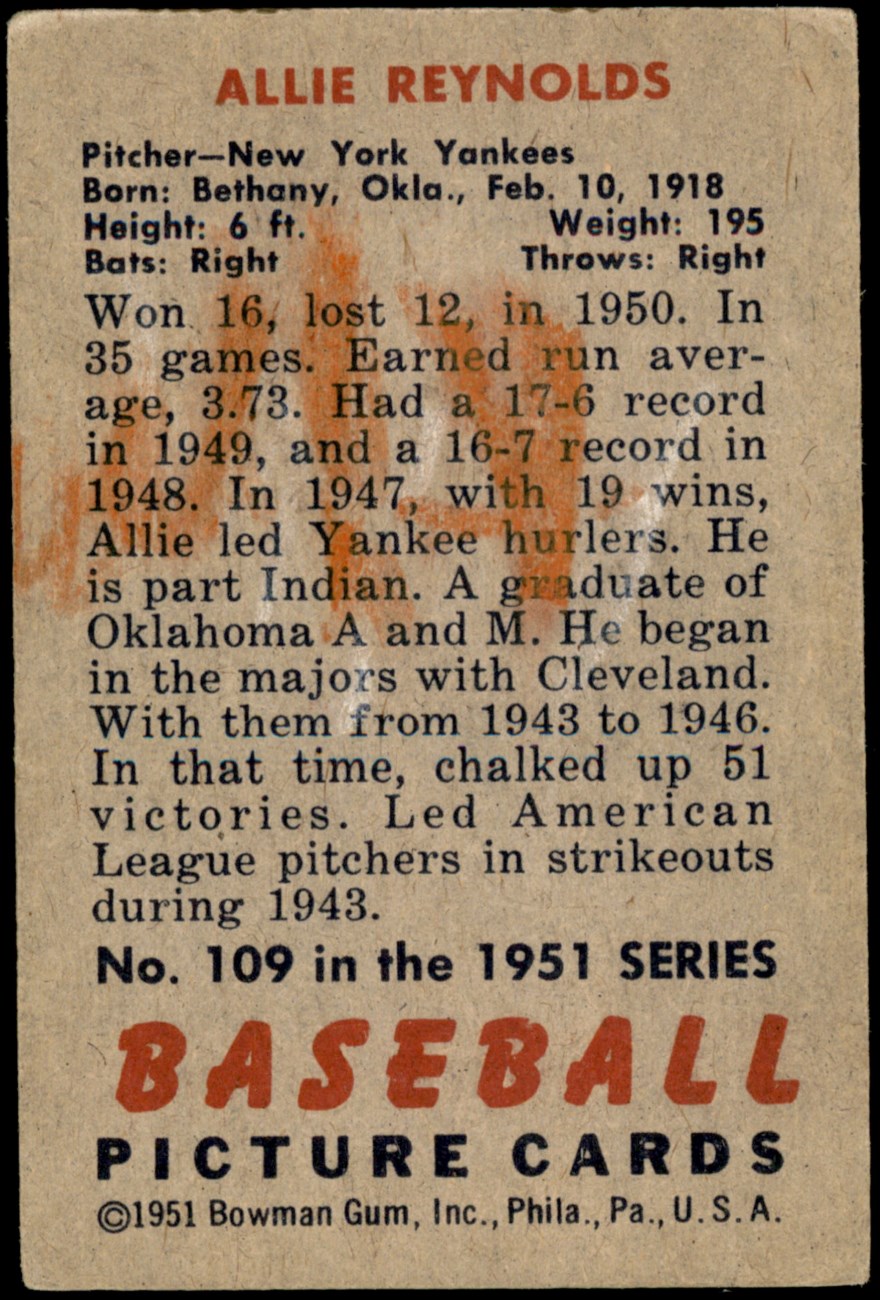 ALLIE REYNOLDS
Pitcher—New York Yankees
Born: Bethany, Okla., Feb. 10, 1918
Height: 6 ft. Weight: 195
Bats: Right Throws: Right
Won 16, lost 12, in 1950. In
35 games. Earned run aver-
age, 3.73. Had a 17-6 record
in 1949, and a 16-7 record in
1948. In 1947, with 19 wins,
Allie led Yankee hurlers. He
is part Indian. A graduate of
Oklahoma A and M. He began
in the majors with Cleveland.
With them from 1943 to 1946.
In that time, chalked up 51
victories. Led American
League pitchers in strikeouts
during 1943.
No. 109 in the 1951 SERIES
BASEBALL
PICTURE CARDS
©1951 Bowman Gum, Inc., Phila., Pa., U.S.A.